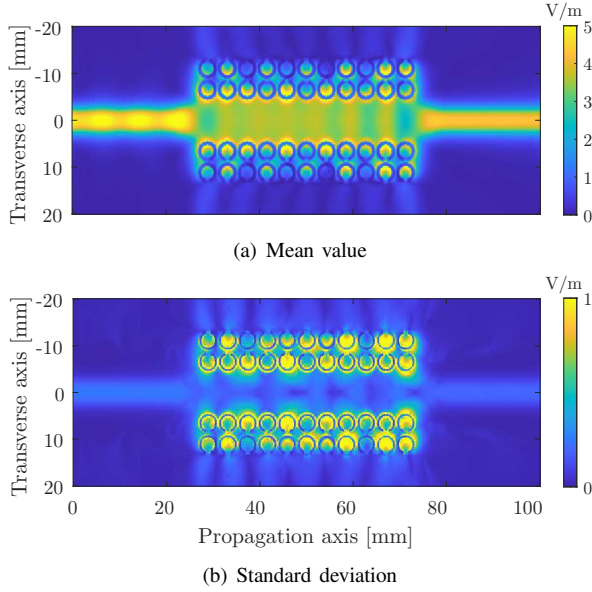 V/m
-20
-10
0
10
20
Transverse axis [mm]
5
4
3
2
1
0
(a) Mean value
V/m
-20
-10
0
10
20
Transverse axis [mm]
1
0
0 20 40 60 80 100
Propagation axis [mm]
(b) Standard deviation